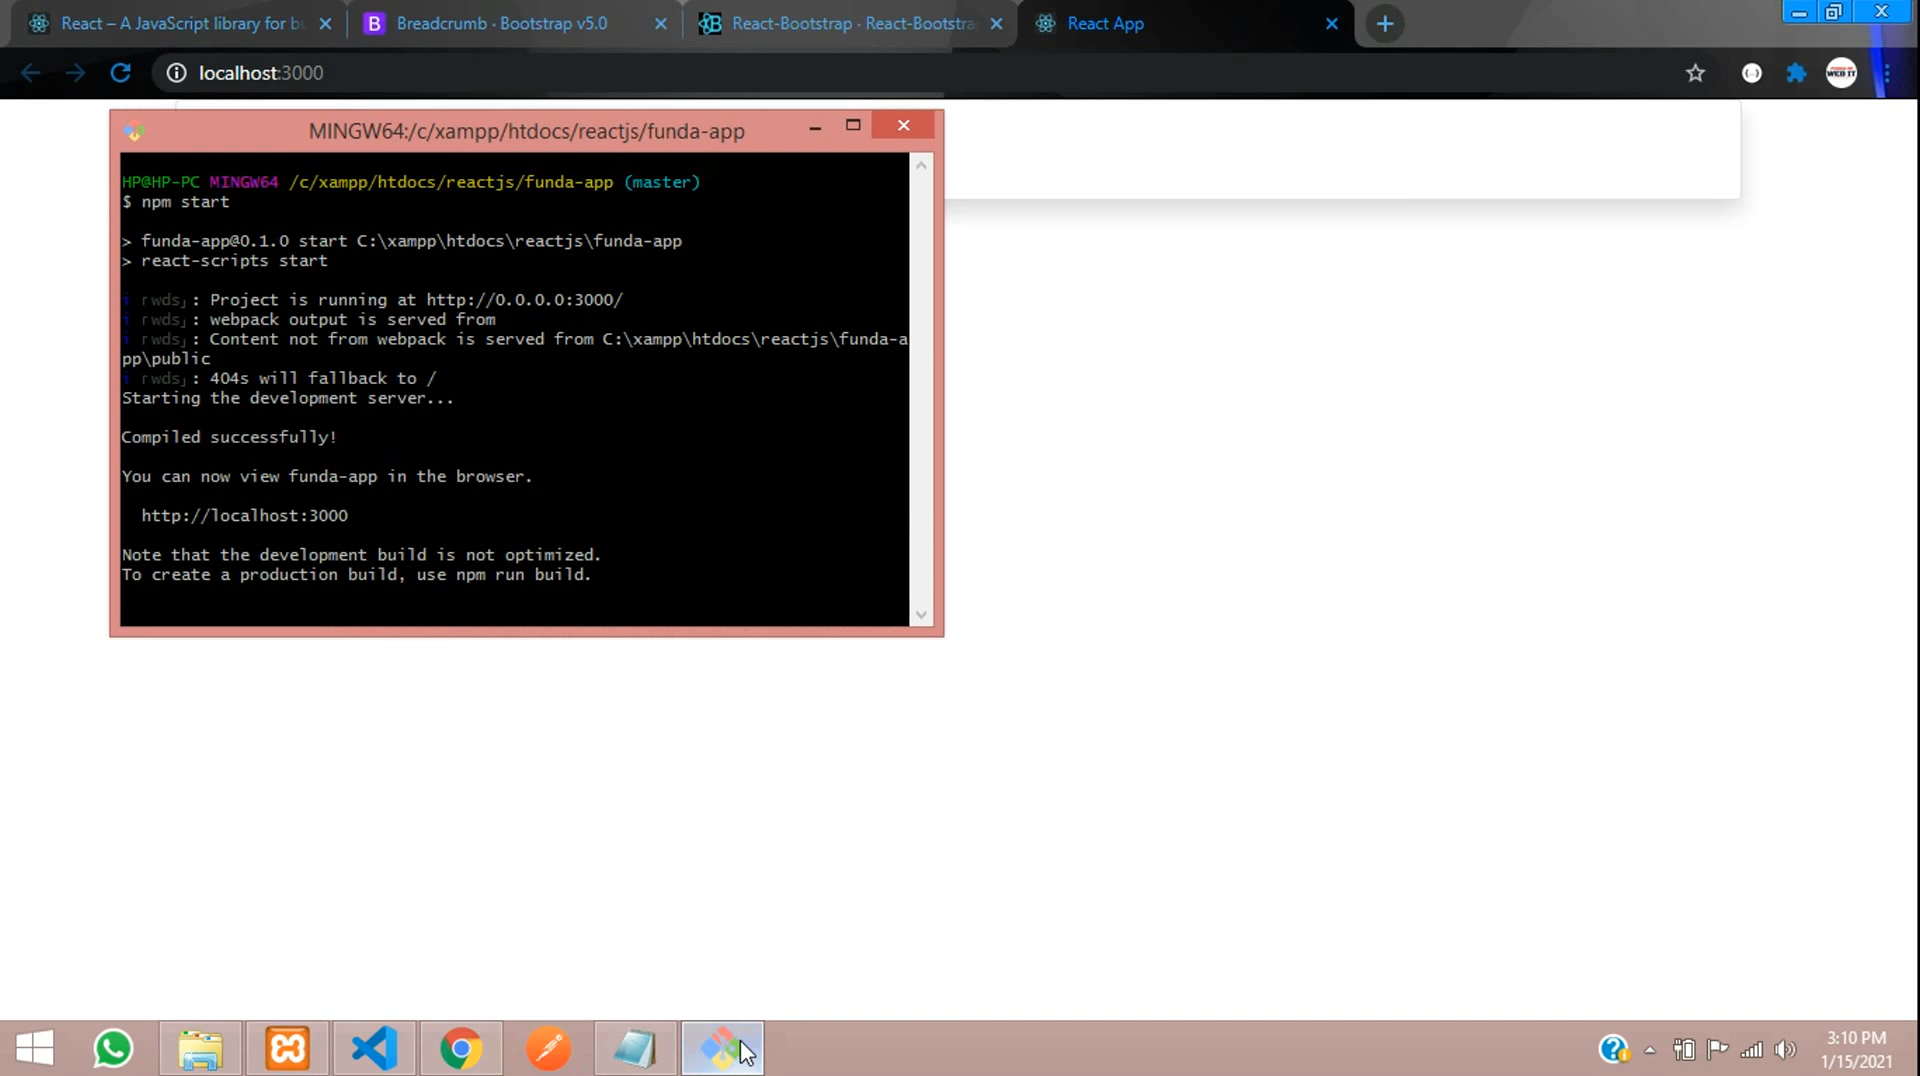 React – A JavaScript library for bu
Breadcrumb · Bootstrap v5.0
React-Bootstrap · React-Bootstra
React App
localhost:3000
WEB IT
MINGW64:/c/xampp/htdocs/reactjs/funda-app
HP@HP-PC MINGW64 /c/xampp/htdocs/reactjs/funda-app (master)
$ npm start
> funda-app@0.1.0 start C:\xampp\htdocs\reactjs\funda-app
> react-scripts start
i ｢wds｣: Project is running at http://0.0.0.0:3000/
i ｢wds｣: webpack output is served from
i ｢wds｣: Content not from webpack is served from C:\xampp\htdocs\reactjs\funda-a
pp\public
i ｢wds｣: 404s will fallback to /
Starting the development server...
Compiled successfully!
You can now view funda-app in the browser.
http://localhost:3000
Note that the development build is not optimized.
To create a production build, use npm run build.
3:10 PM
1/15/2021